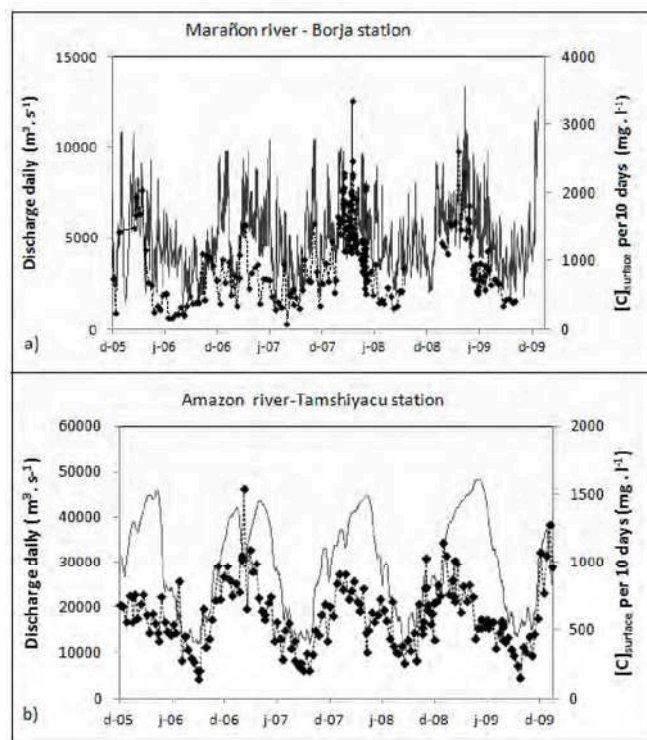 Marañon river - Borja station
Discharge daily (m³. s-¹)
15000
10000
5000
0
4000
3000
2000
1000
0
[C]surface per 10 days (mg . l-¹)
d-05 j-06 d-06 j-07 d-07 j-08 d-08 j-09 d-09
a)
Amazon river-Tamshiyacu station
Discharge daily ( m³. s-¹)
60000
50000
40000
30000
20000
10000
0
2000
1500
1000
500
0
[C]surface per 10 days (mg . l-¹)
d-05 j-06 d-06 j-07 d-07 j-08 d-08 j-09 d-09
b)